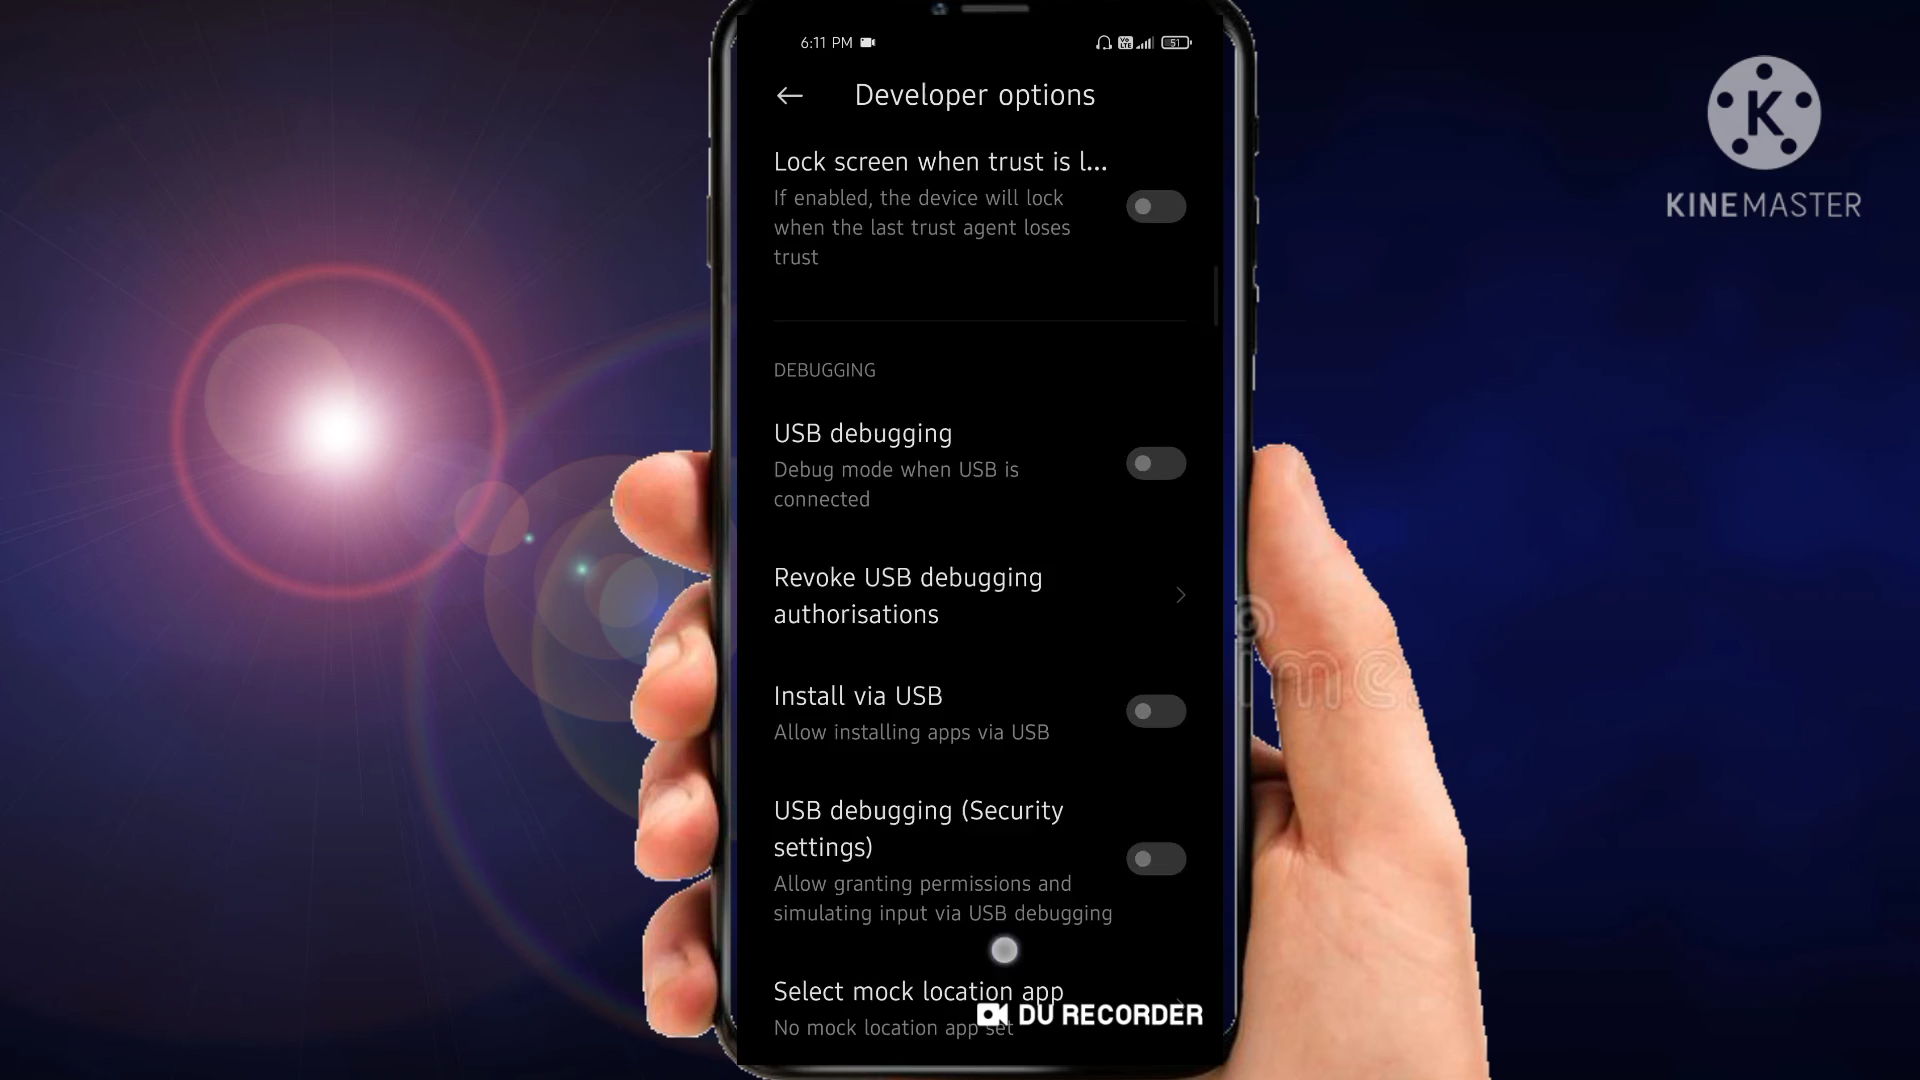 6:11 PM
Vo LTE
51
Developer options
K
KINEMASTER
Lock screen when trust is l...
If enabled, the device will lock
when the last trust agent loses
trust
DEBUGGING
USB debugging
Debug mode when USB is
connected
Revoke USB debugging
authorisations
Install via USB
Allow installing apps via USB
USB debugging (Security
settings)
Allow granting permissions and
simulating input via USB debugging
Select mock location app
No mock location app set
DU RECORDER